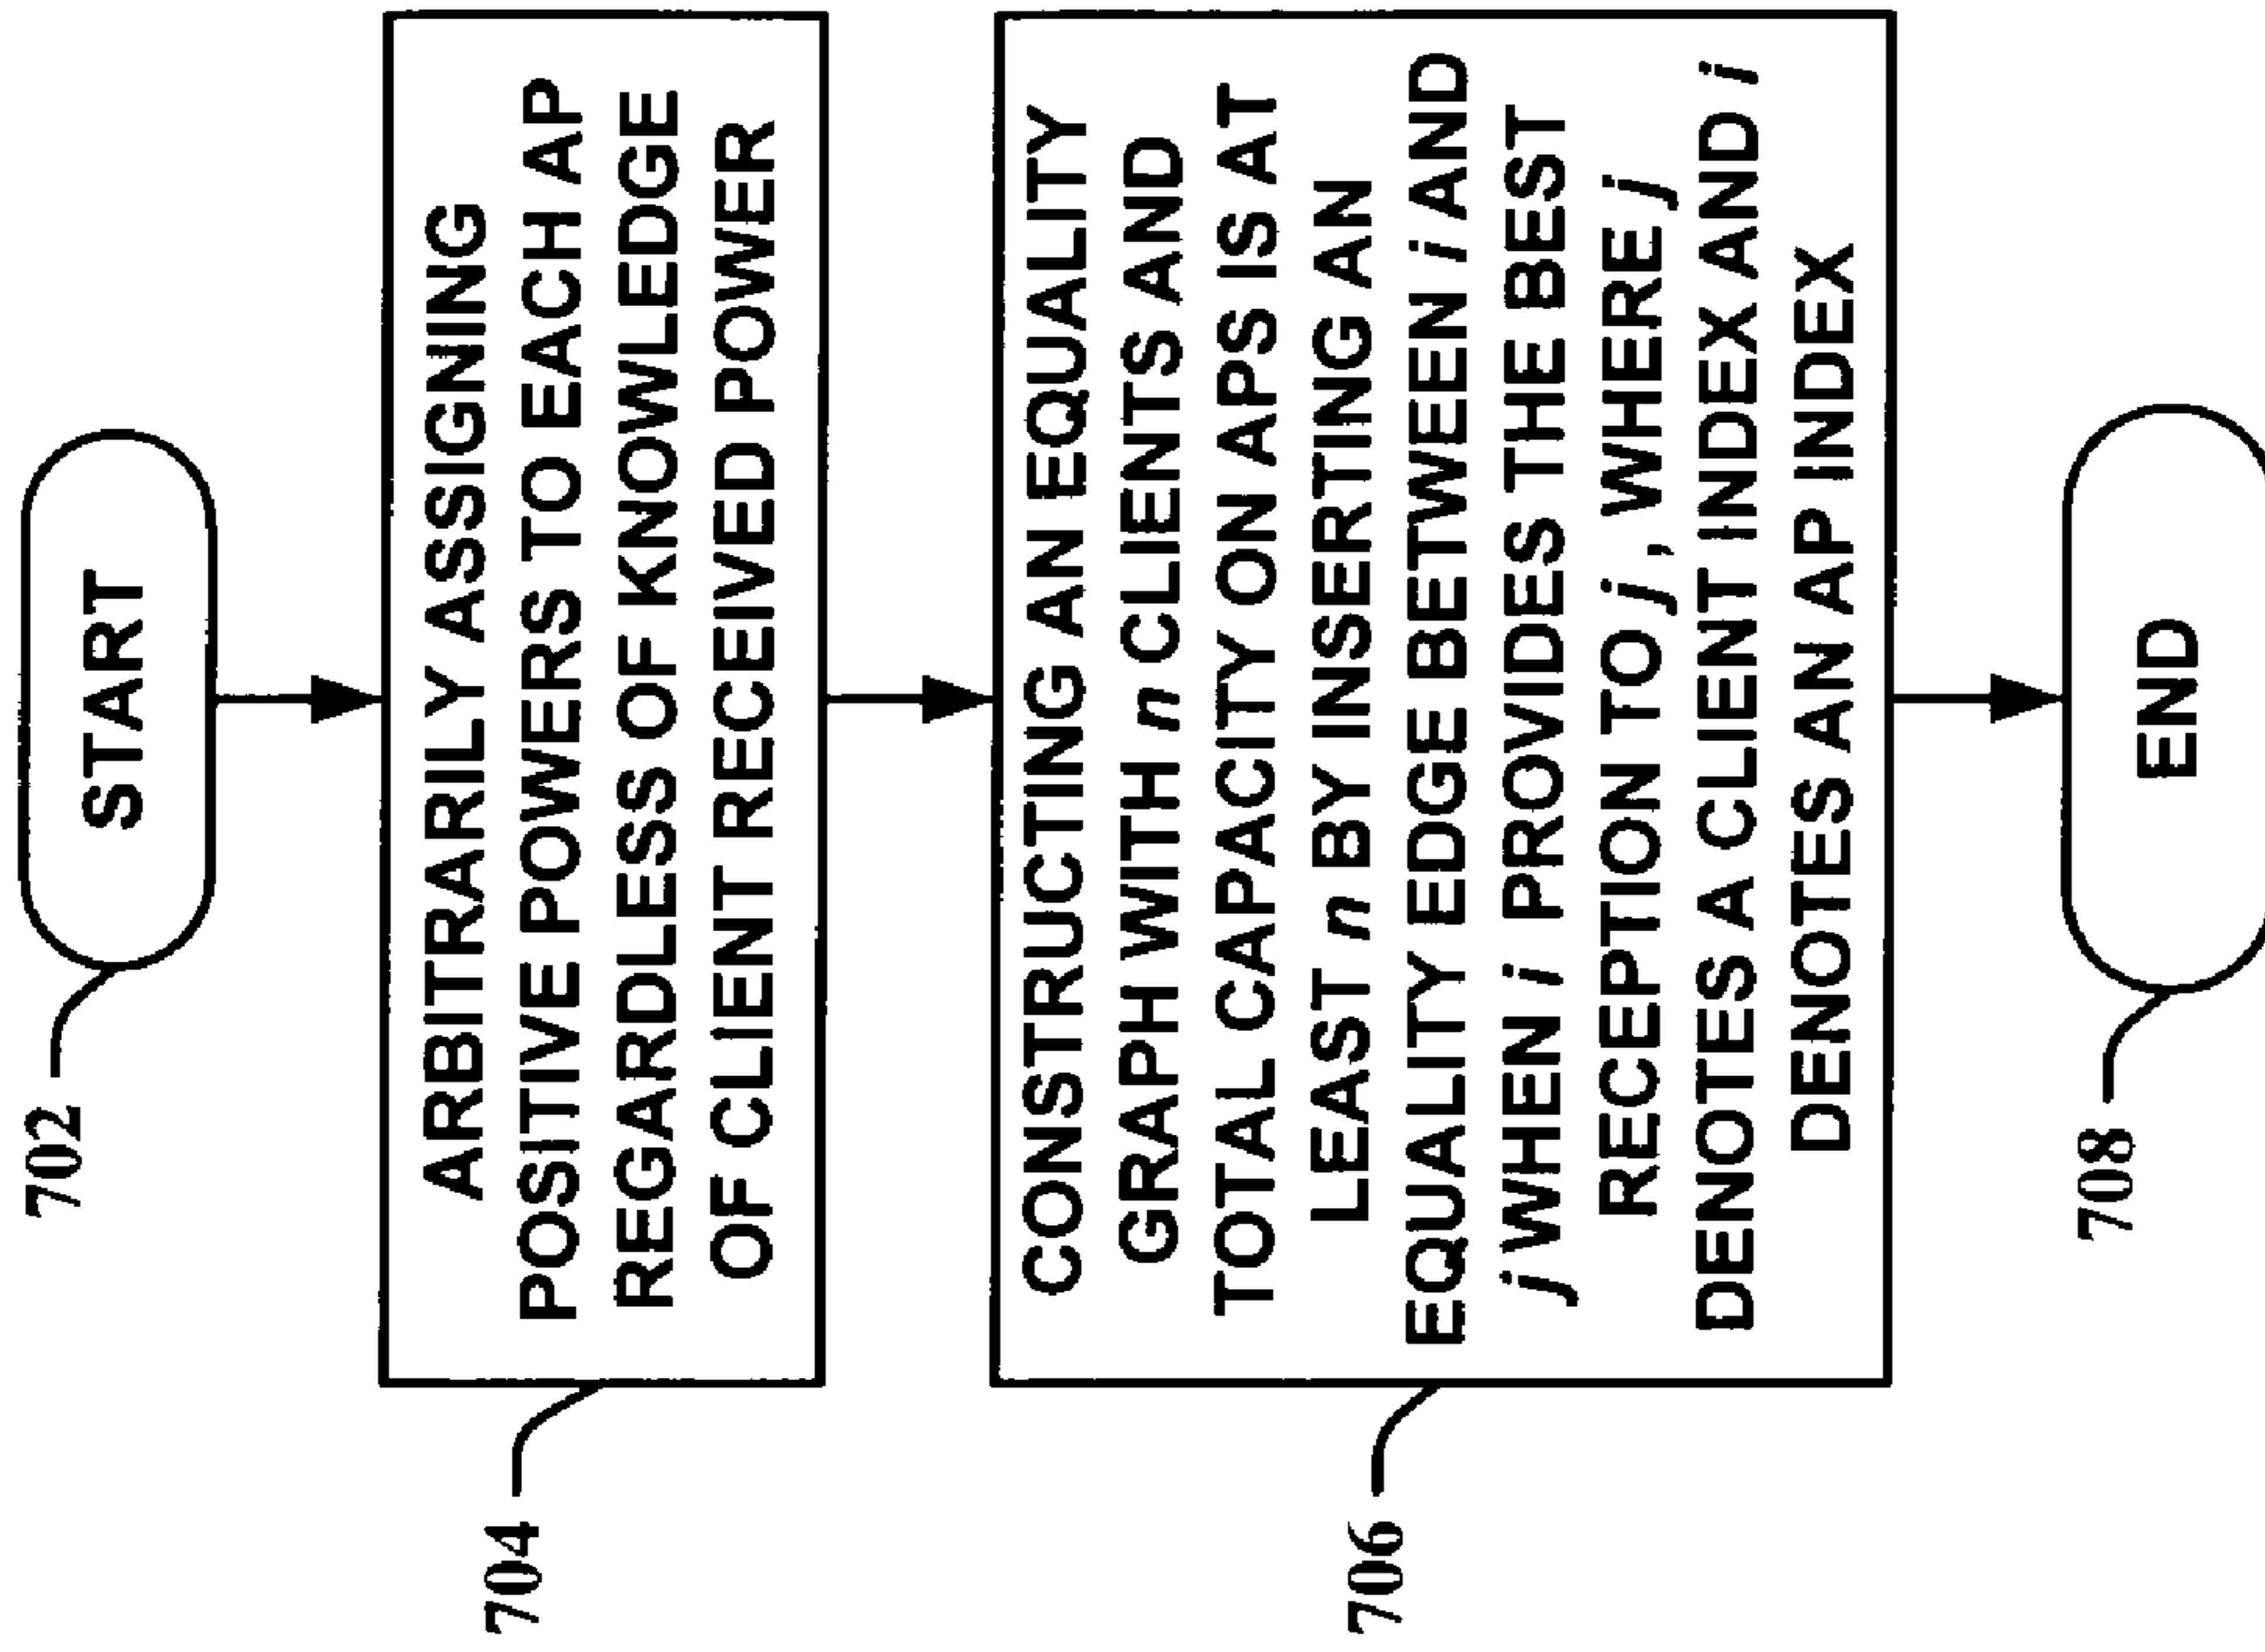 START
702
ARBITRARILY ASSIGNING
POSITIVE POWERS TO EACH AP
REGARDLESS OF KNOWLEDGE
OF CLIENT RECEIVED POWER
704
CONSTRUCTING AN EQUALITY
GRAPH WITH n CLIENTS AND
TOTAL CAPACITY ON APS IS AT
LEAST n BY INSERTING AN
EQUALITY EDGE BETWEEN i AND
j WHEN i PROVIDES THE BEST
RECEPTION TO j, WHERE j
DENOTES A CLIENT INDEX AND i
DENOTES AN AP INDEX
706
END
708